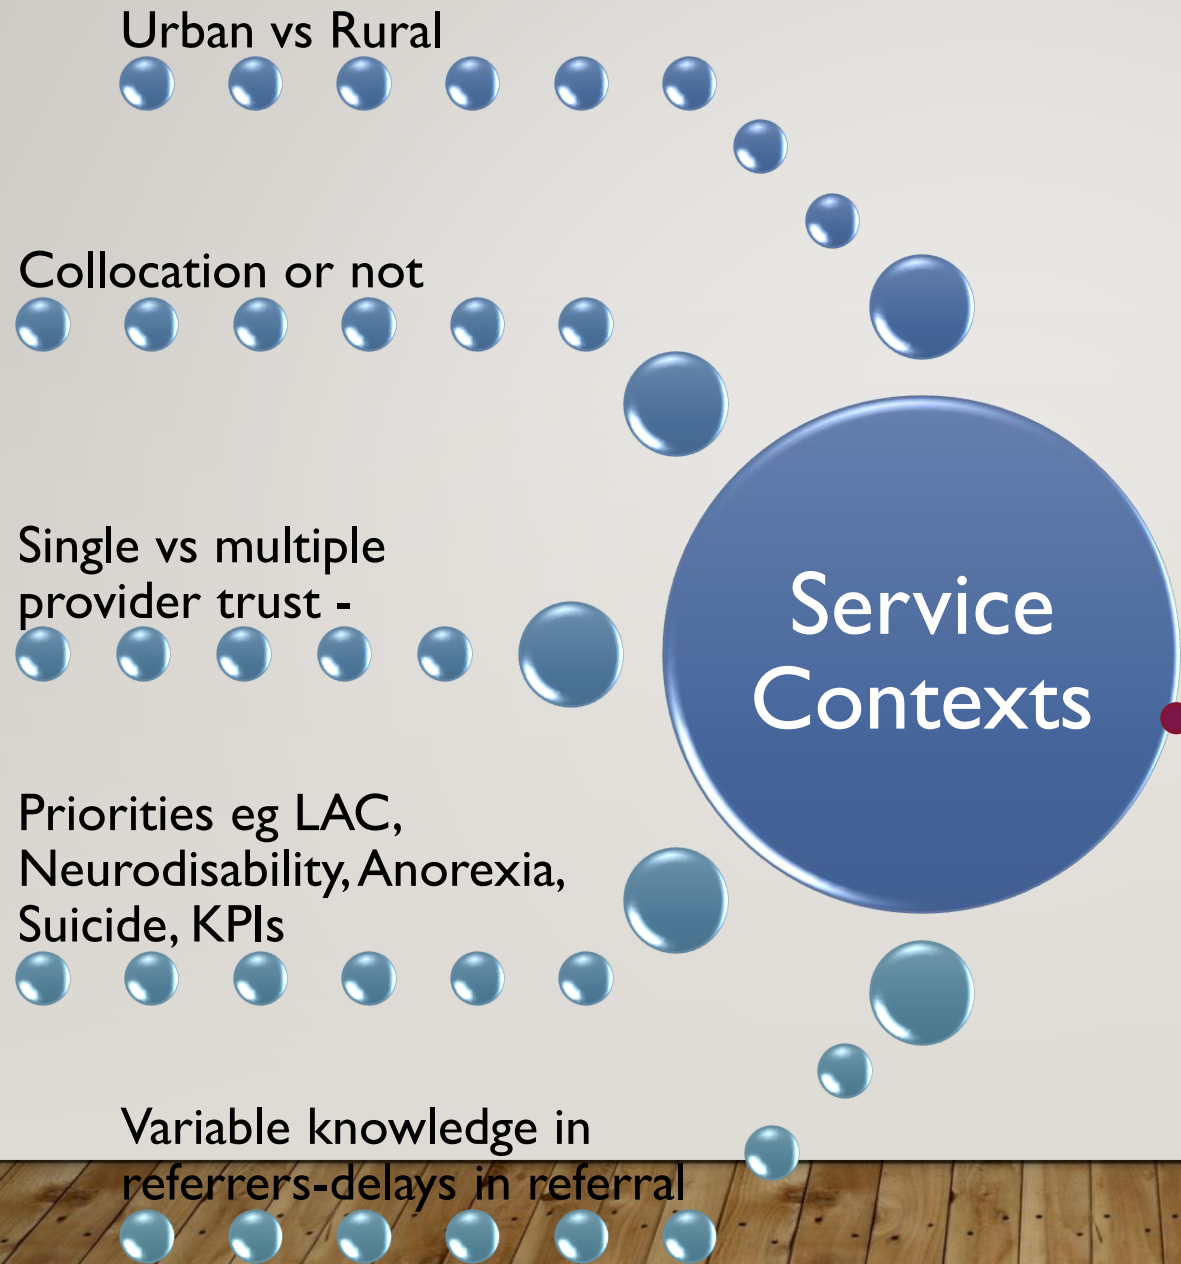 Urban vs Rural
Collocation or not
Single vs multiple
provider trust -
Service
Contexts
Priorities eg LAC,
Neurodisability, Anorexia,
Suicide, KPIs
Variable knowledge in
referrers-delays in referral